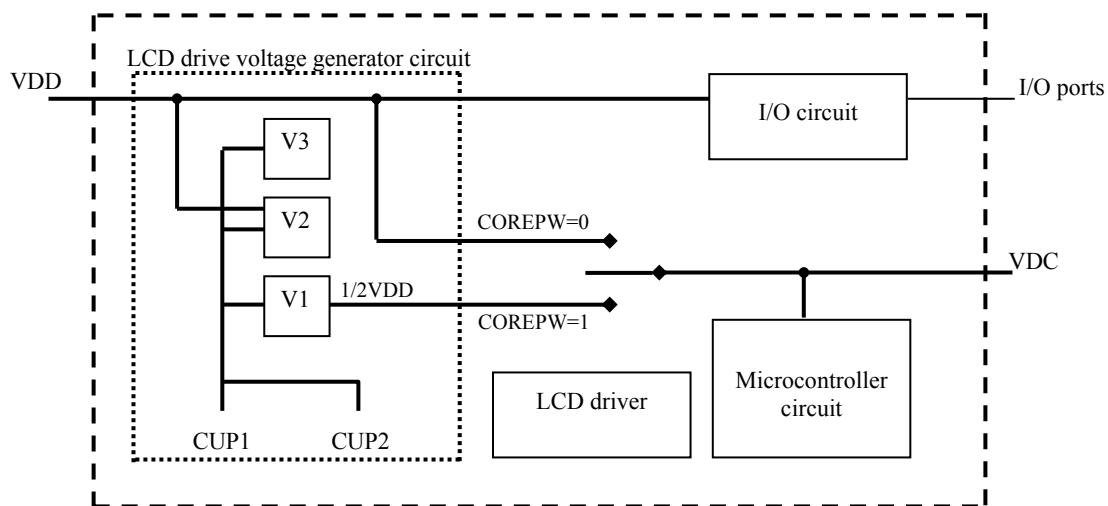 LCD drive voltage generator circuit
VDD
I/O ports
I/O circuit
V3
V2
COREPW=0
VDC
V1
1/2VDD
COREPW=1
Microcontroller
circuit
LCD driver
CUP1
CUP2